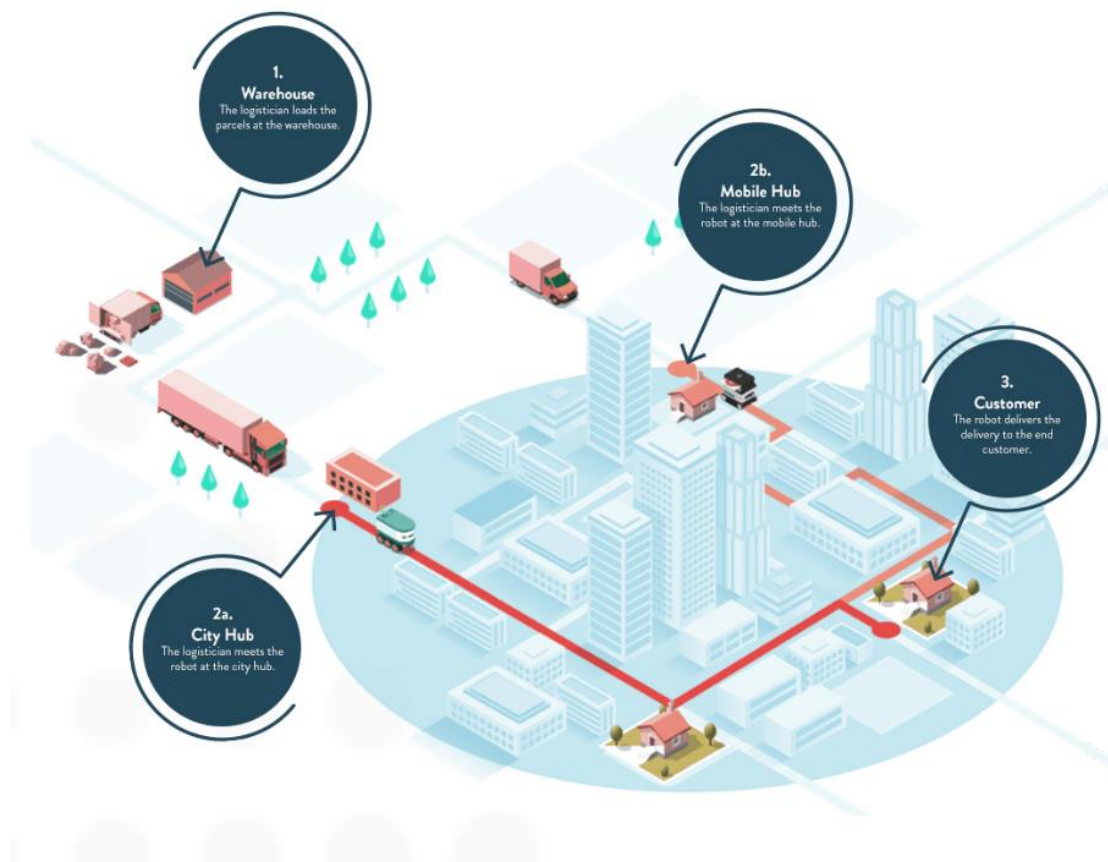 1.
Warehouse
The logistician loads the
parcels at the warehouse.
2b.
Mobile Hub
The logistician meets the
robot at the mobile hub.
3.
Customer
The robot delivers the
delivery to the end
customer.
2a.
City Hub
The logistician meets the
robot at the city hub.